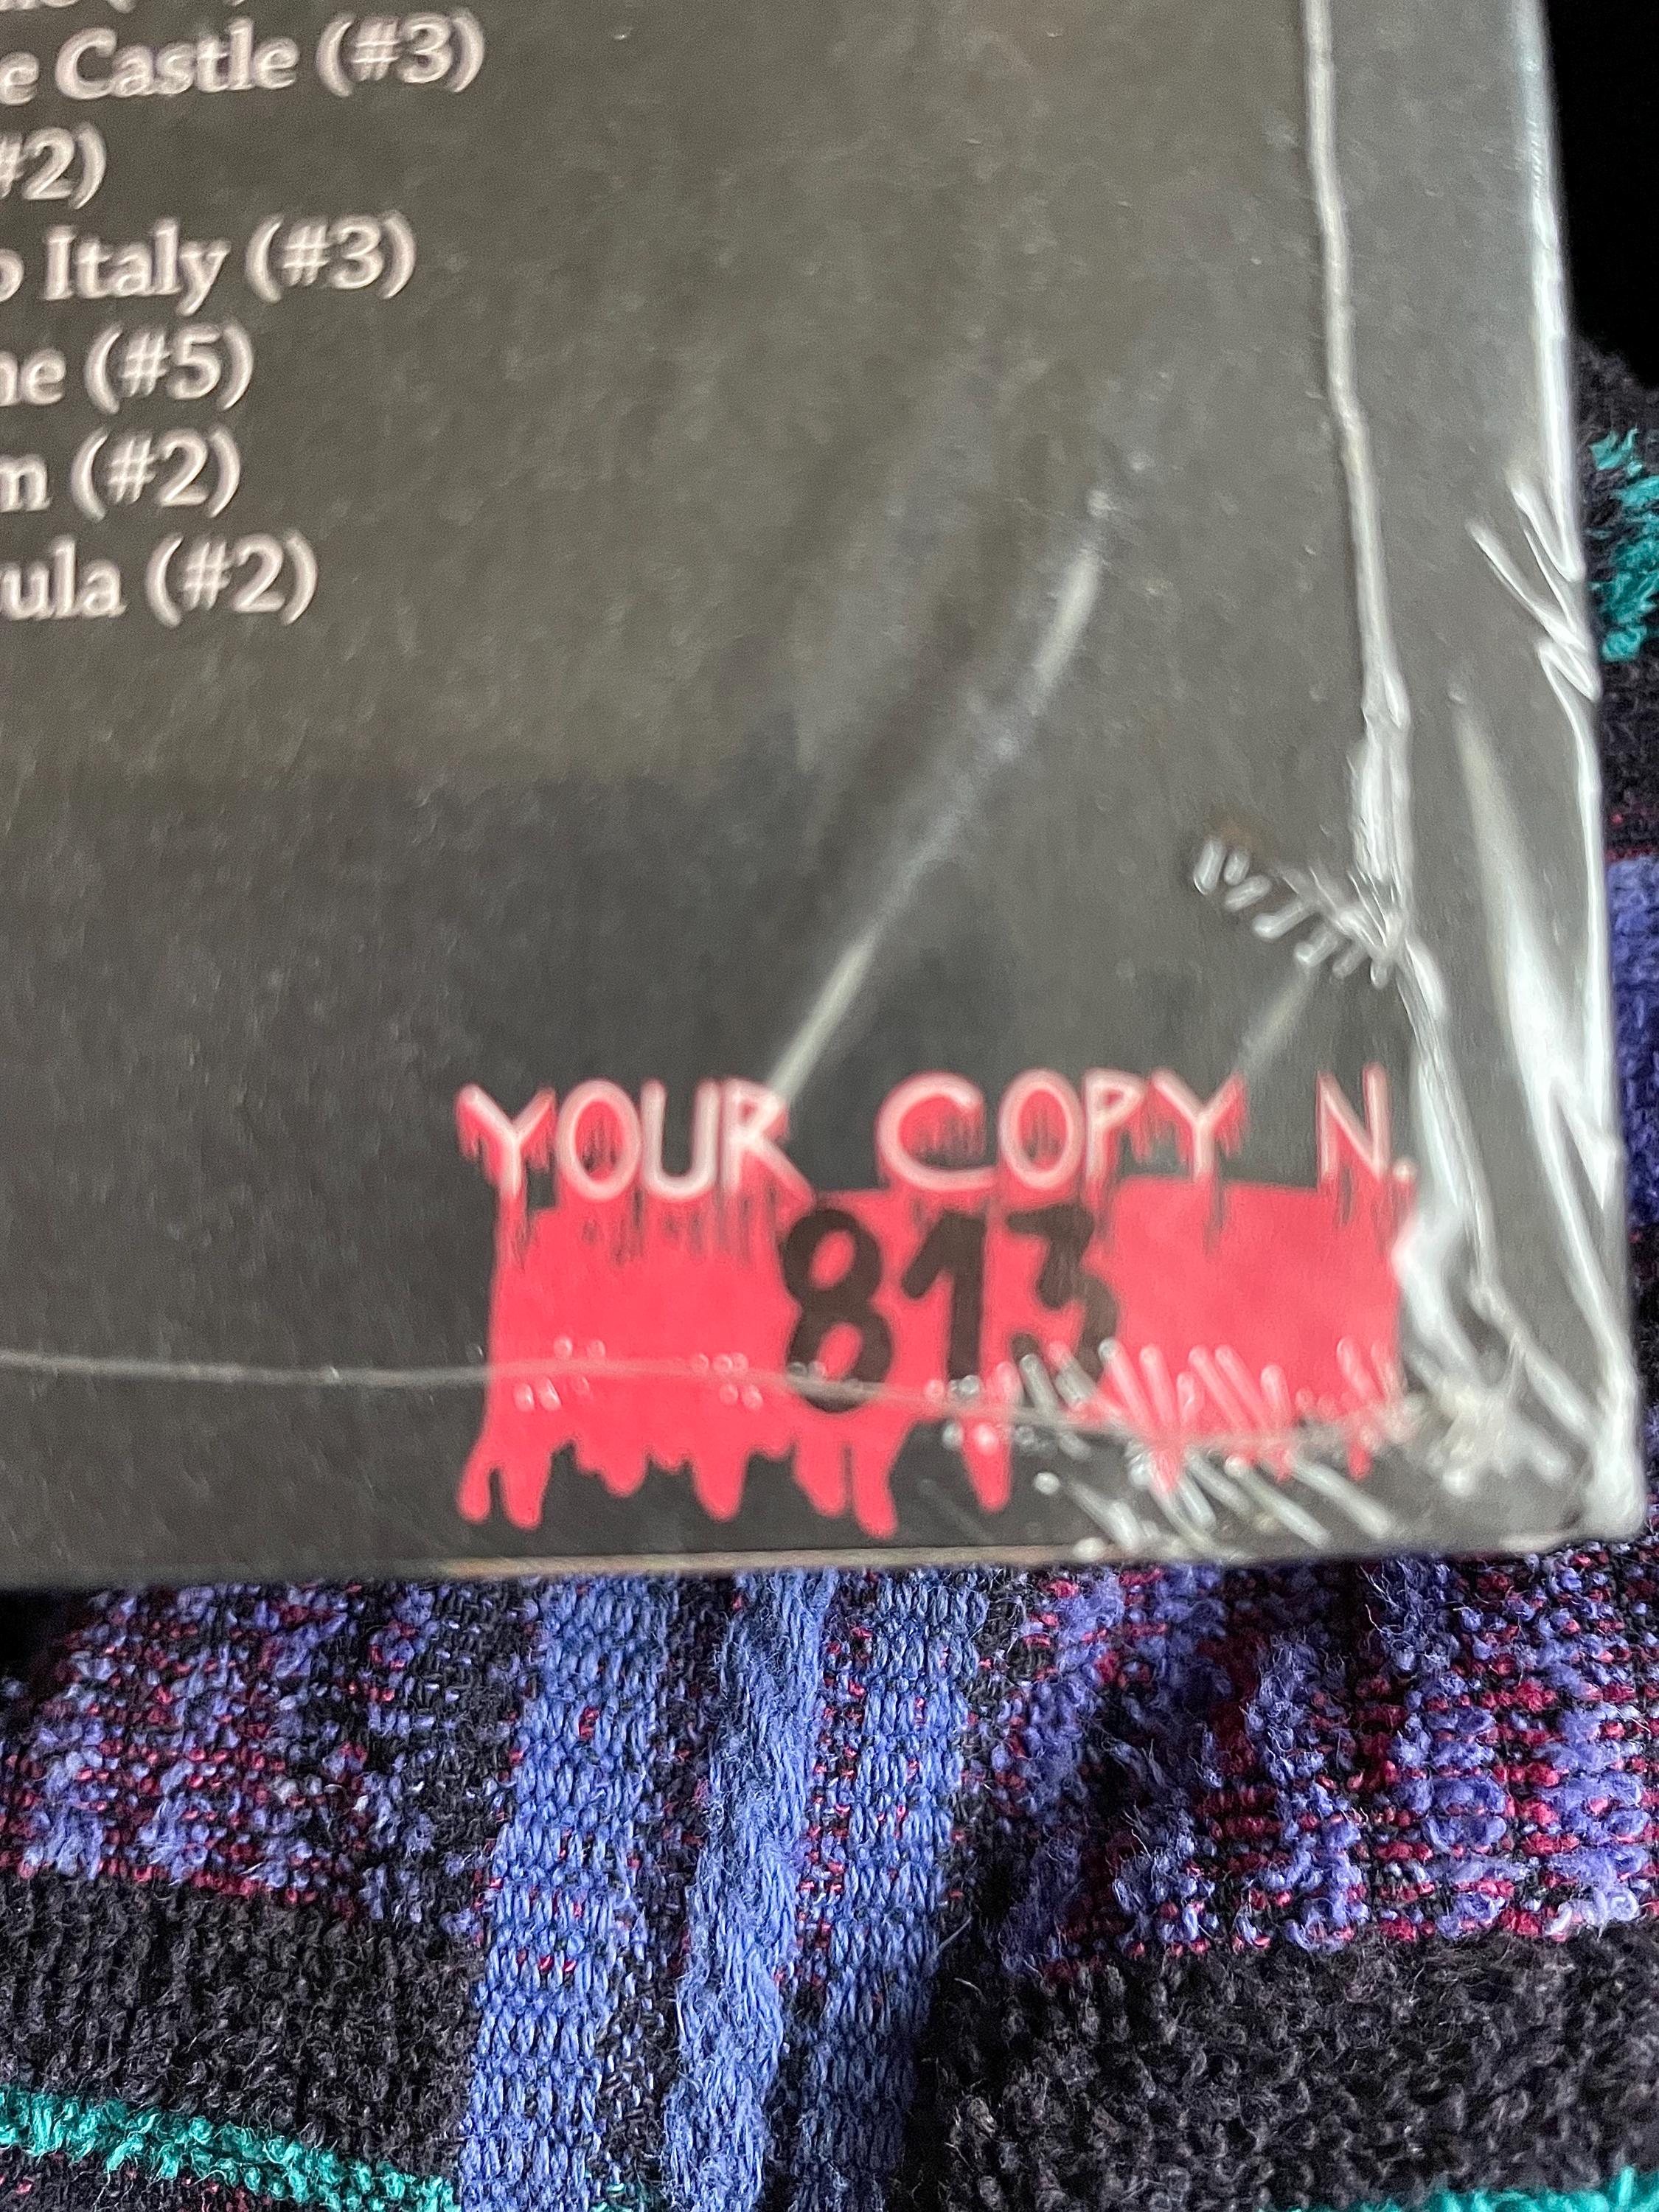 e Castle (#3)
#2)
o Italy (#3)
ne (#5)
m (#2)
ula (#2)
YOUR COPY N.
813